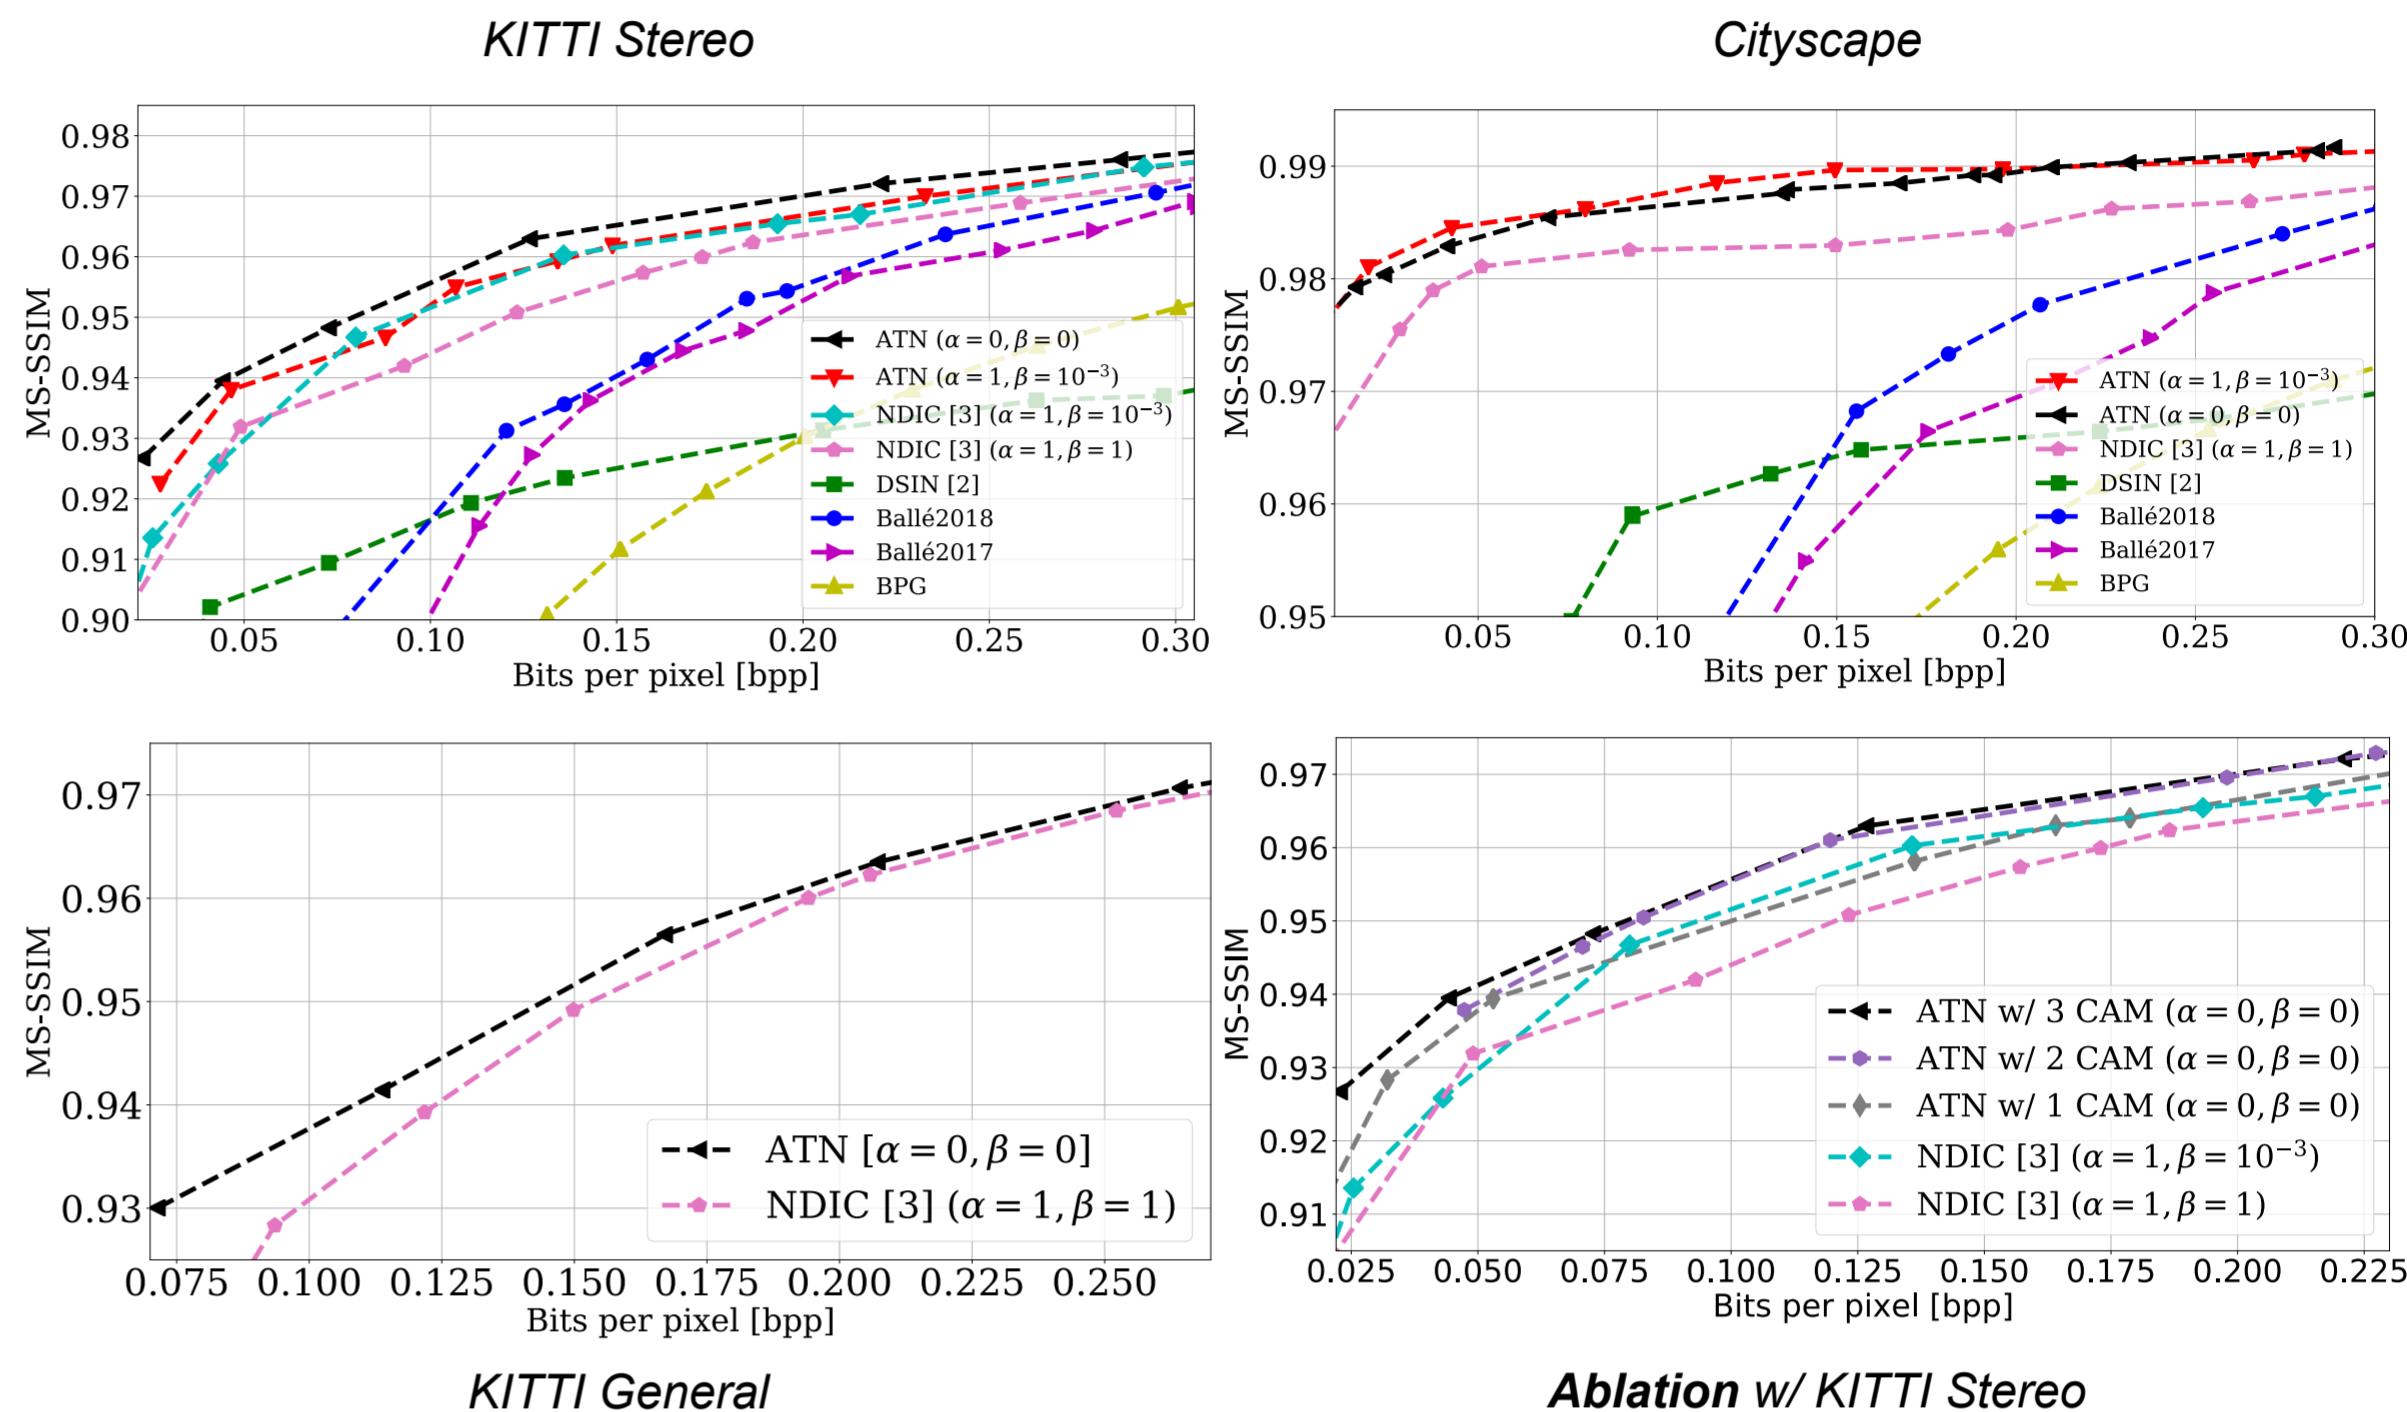 KITTI Stereo
Cityscape
0.98
0.97
0.96
0.95
0.94
0.93
0.92
0.91
0.90
MS-SSIM
0.05 0.10 0.15 0.20 0.25 0.30
Bits per pixel [bpp]
ATN (α = 0, β = 0)
ATN (α = 1, β = 10⁻³)
NDIC [3] (α = 1, β = 10⁻³)
NDIC [3] (α = 1, β = 1)
DSIN [2]
Ballé2018
Ballé2017
BPG
0.99
0.98
0.97
0.96
0.95
MS-SSIM
0.05 0.10 0.15 0.20 0.25 0.30
Bits per pixel [bpp]
ATN (α = 1, β = 10⁻³)
ATN (α = 0, β = 0)
NDIC [3] (α = 1, β = 1)
DSIN [2]
Ballé2018
Ballé2017
BPG
0.97
0.96
0.95
0.94
0.93
MS-SSIM
0.075 0.100 0.125 0.150 0.175 0.200 0.225 0.250
Bits per pixel [bpp]
ATN [α = 0, β = 0]
NDIC [3] (α = 1, β = 1)
KITTI General
0.97
0.96
0.95
0.94
0.93
0.92
0.91
MS-SSIM
0.025 0.050 0.075 0.100 0.125 0.150 0.175 0.200 0.225
Bits per pixel [bpp]
ATN w/ 3 CAM (α = 0, β = 0)
ATN w/ 2 CAM (α = 0, β = 0)
ATN w/ 1 CAM (α = 0, β = 0)
NDIC [3] (α = 1, β = 10⁻³)
NDIC [3] (α = 1, β = 1)
Ablation w/ KITTI Stereo